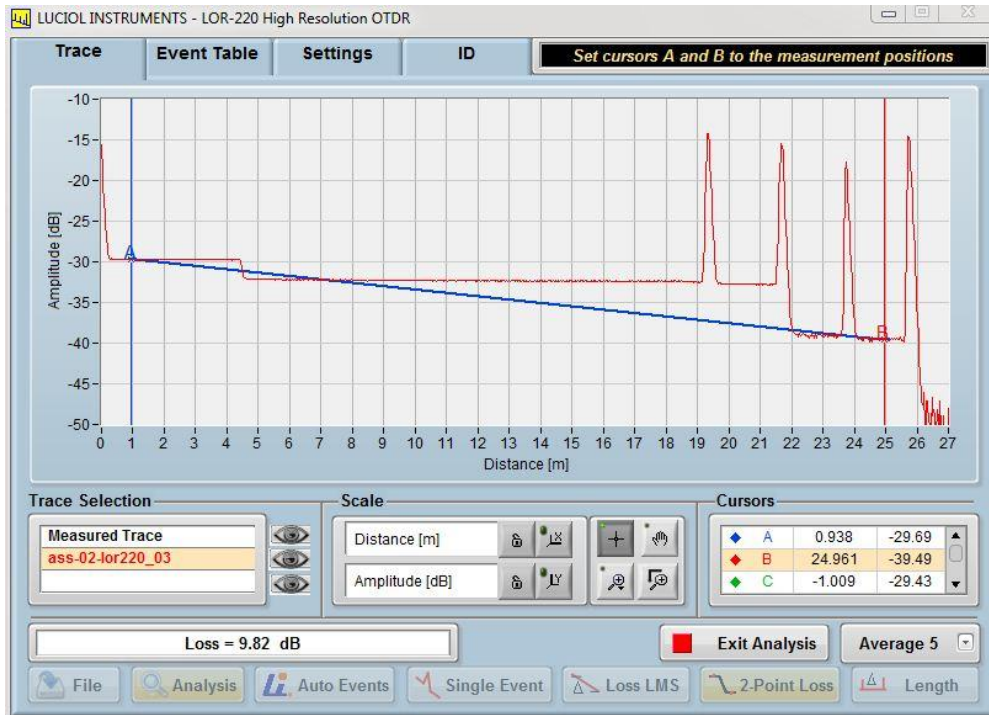 LUCIOL INSTRUMENTS - LOR-220 High Resolution OTDR
Trace Event Table Settings ID Set cursors A and B to the measurement positions
-10
-15
-20
-25
-30
-35
-40
-45
-50
Amplitude [dB]
A
B
0 1 2 3 4 5 6 7 8 9 10 11 12 13 14 15 16 17 18 19 20 21 22 23 24 25 26 27
Distance [m]
Trace Selection Scale Cursors
Measured Trace Distance [m] X A 0.938 -29.69
ass-02-lor220_03 B 24.961 -39.49
Amplitude [dB] Y C -1.009 -29.43
Loss = 9.82 dB Exit Analysis Average 5
File Analysis Auto Events Single Event Loss LMS 2-Point Loss Length